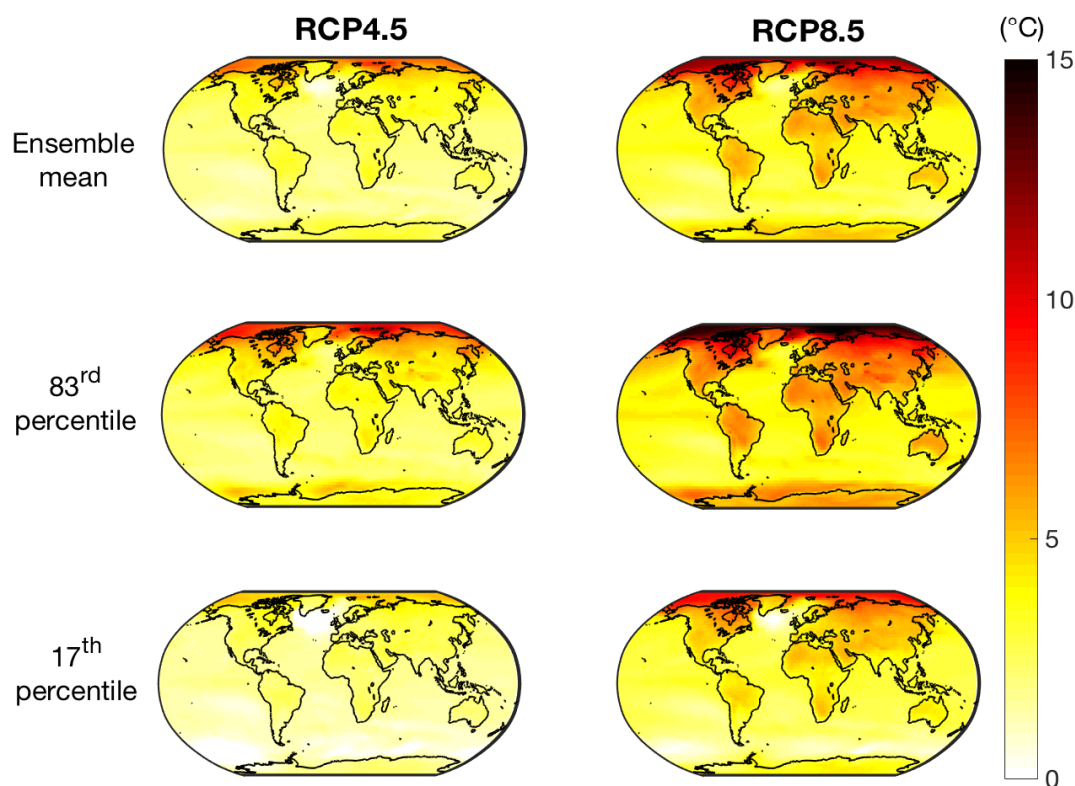 RCP4.5
RCP8.5
(°C)
15
Ensemble
mean
10
83rd
percentile
5
17th
percentile
0